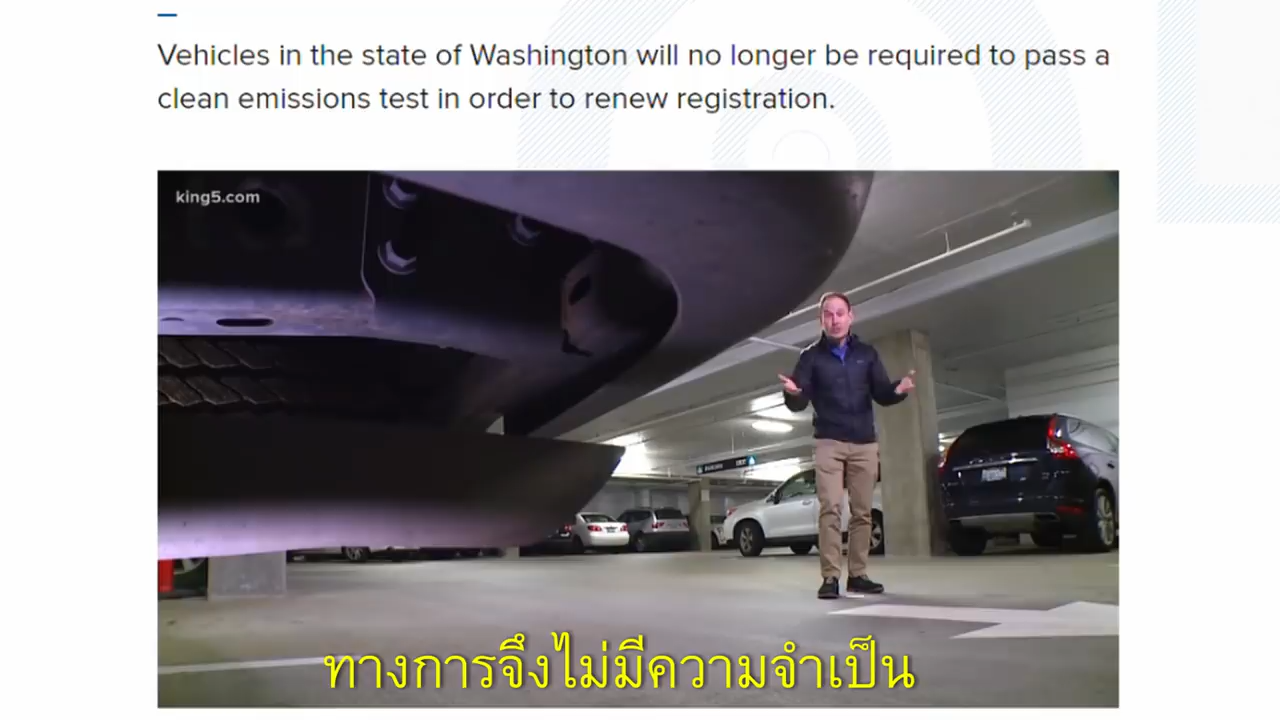 Vehicles in the state of Washington will no longer be required to pass a
clean emissions test in order to renew registration.
king5.com
ทางการจึงไม่มีความจำเป็น